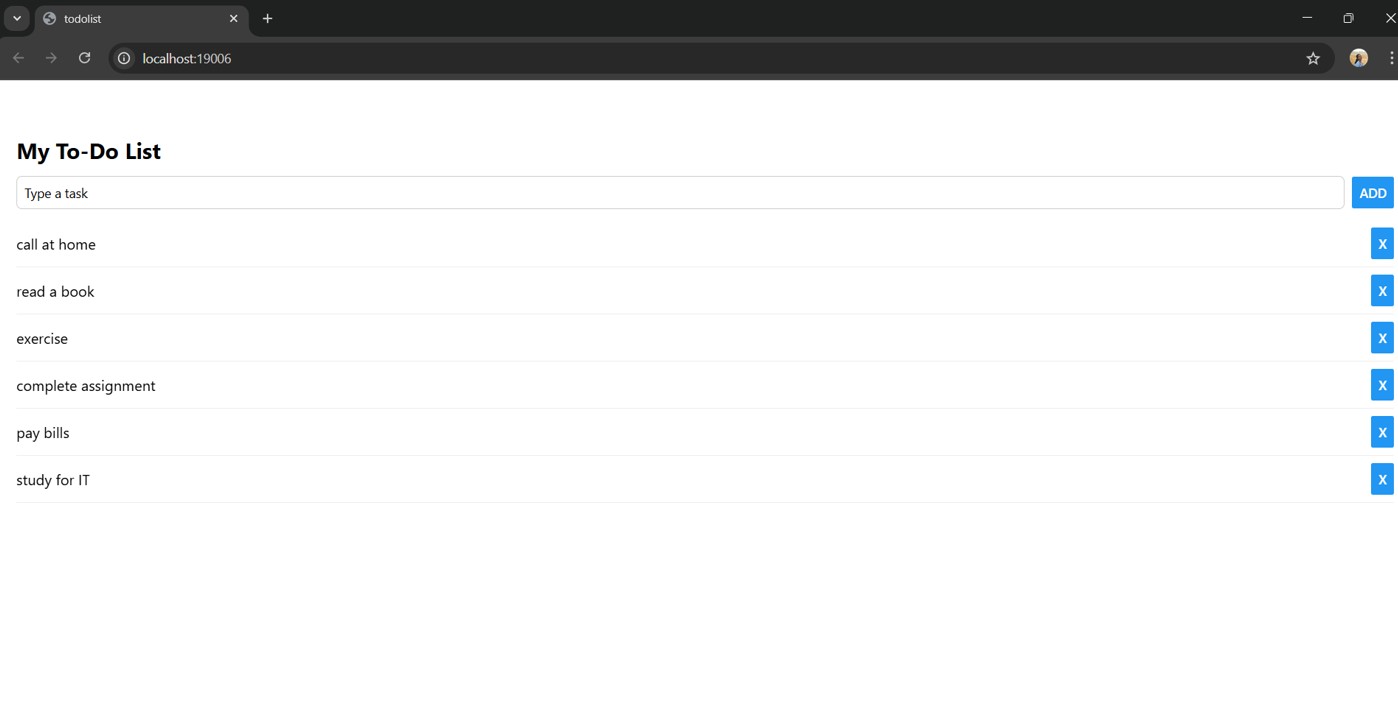 todolist
localhost:19006
My To-Do List
Type a task ADD
call at home X
read a book X
exercise X
complete assignment X
pay bills X
study for IT X